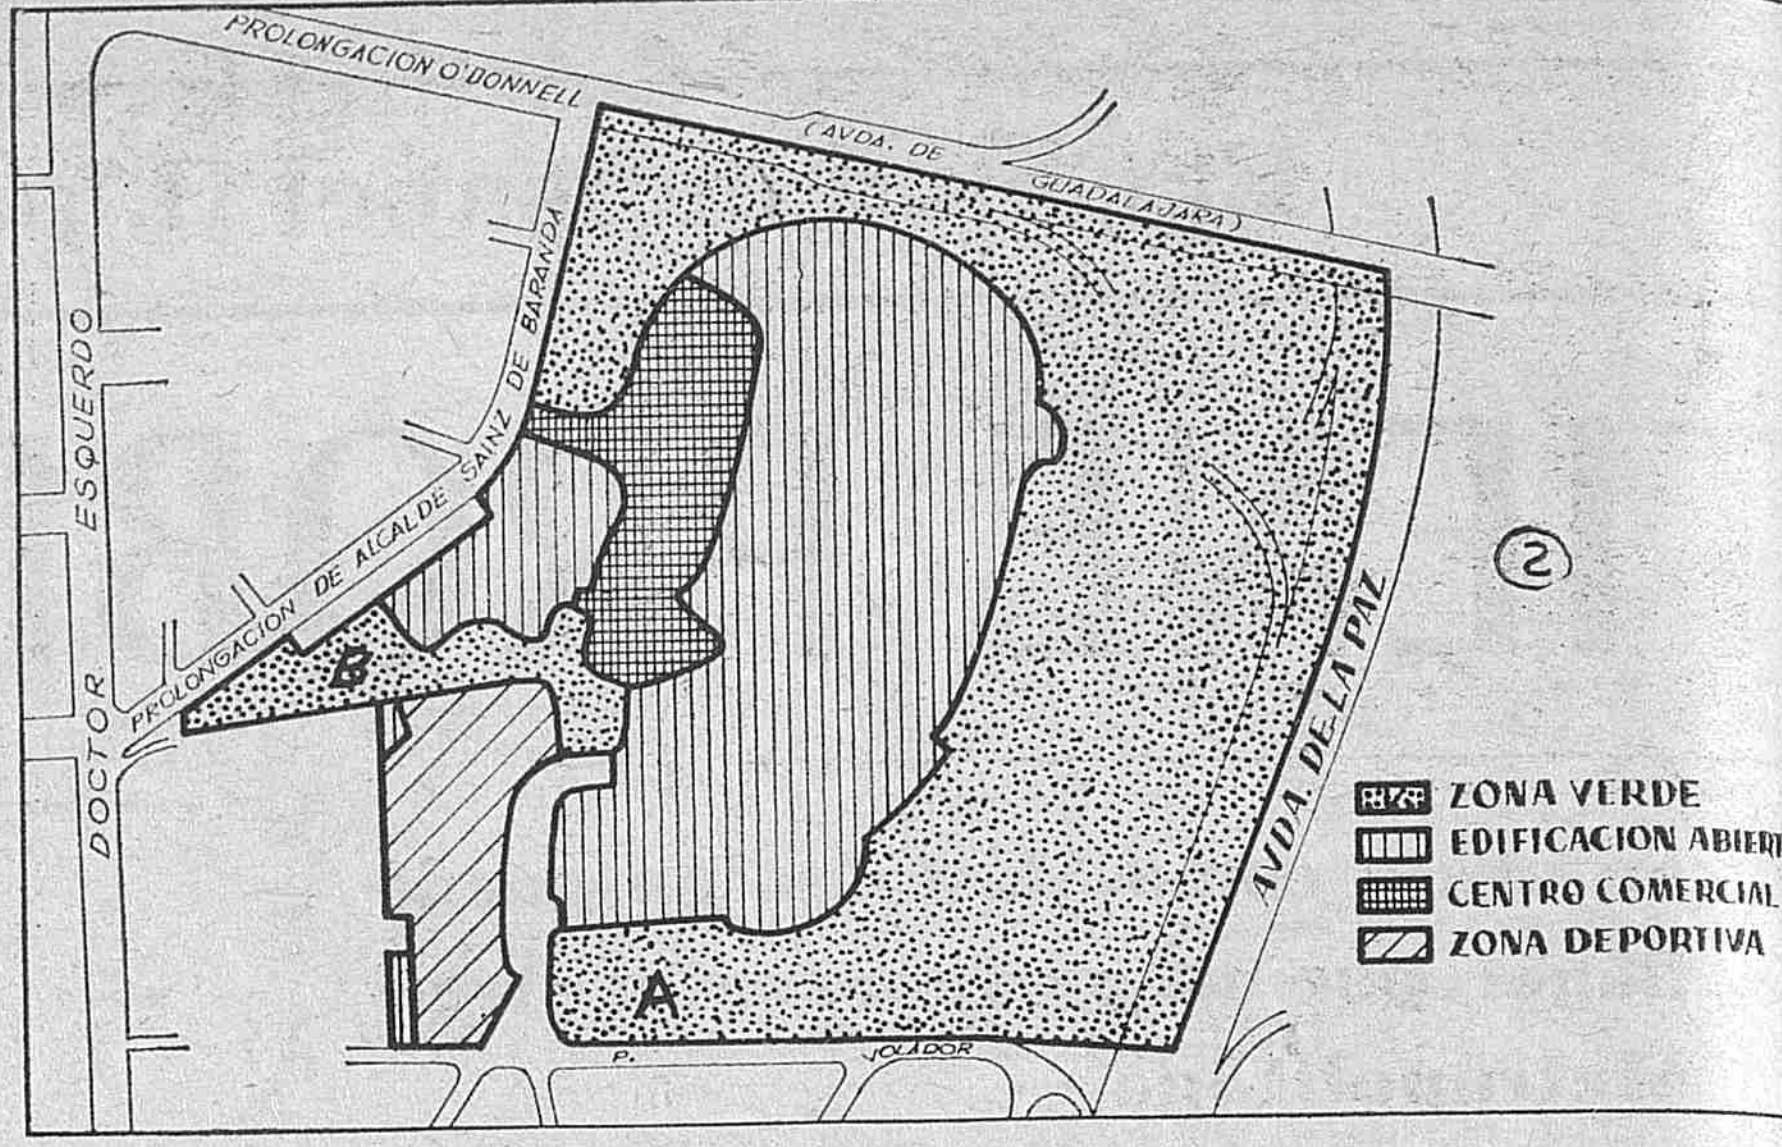 PROLONGACION O'DONNELL
(AVDA. DE
GUADALAJARA)
PROLONGACION DE ALCALDE SAINZ DE BARANDA
DOCTOR ESQUERDO
B
A
2
AVDA. DE-LA PAZ
ZONA VERDE
EDIFICACION ABIERT
CENTRO COMERCIAL
ZONA DEPORTIVA
P. VOLADOR